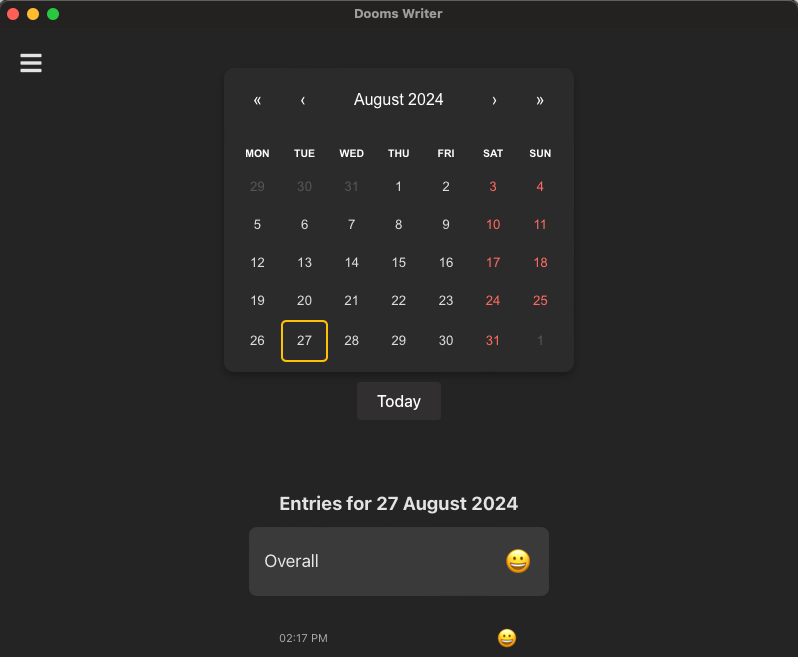 Dooms Writer
« ‹ August 2024 › »
MON TUE WED THU FRI SAT SUN
29 30 31 1 2 3 4
5 6 7 8 9 10 11
12 13 14 15 16 17 18
19 20 21 22 23 24 25
26 27 28 29 30 31 1
Today
Entries for 27 August 2024
Overall 😀
02:17 PM 😀